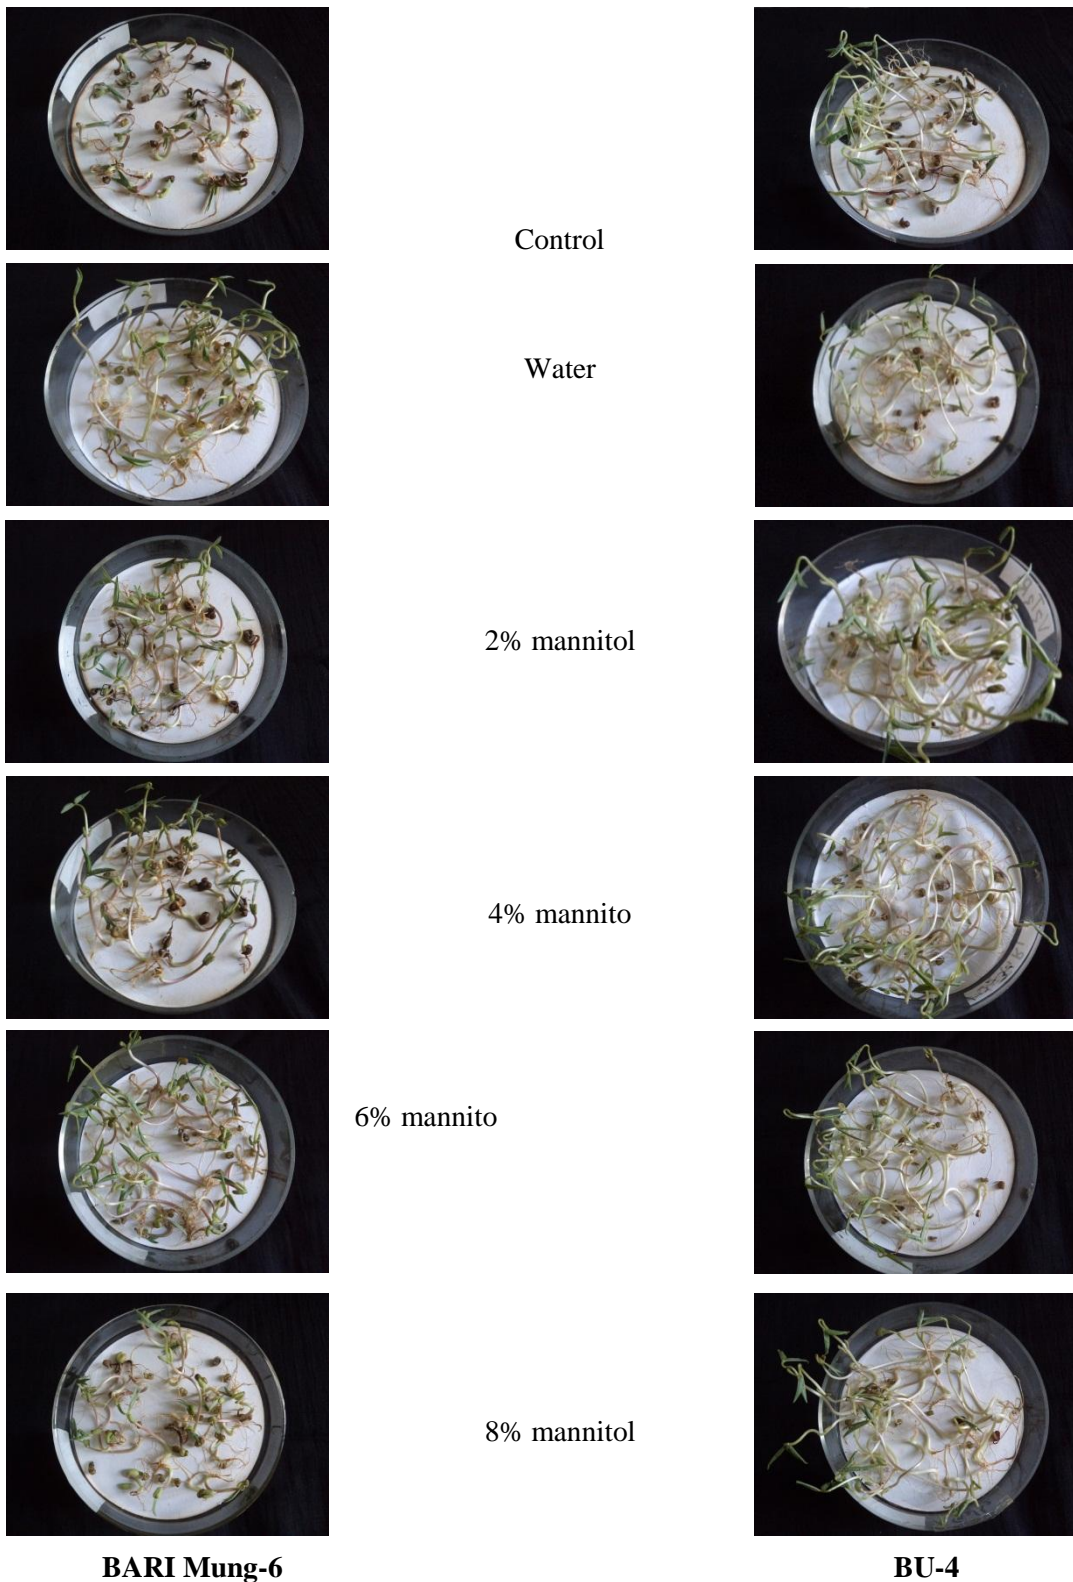 Control
Water
2% mannitol
4% mannito
6% mannito
8% mannitol
BARI Mung-6
BU-4